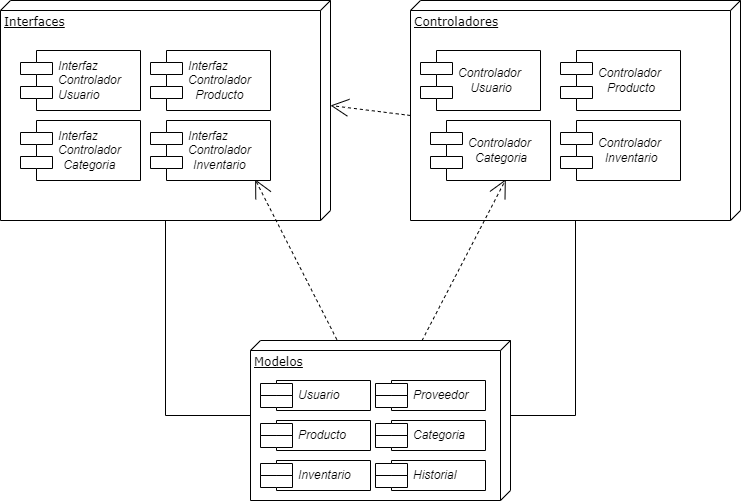 Interfaces
Interfaz
Controlador
Usuario
Interfaz
Controlador
Producto
Interfaz
Controlador
Categoria
Interfaz
Controlador
Inventario
Controladores
Controlador
Usuario
Controlador
Producto
Controlador
Categoria
Controlador
Inventario
Modelos
Usuario
Proveedor
Producto
Categoria
Inventario
Historial